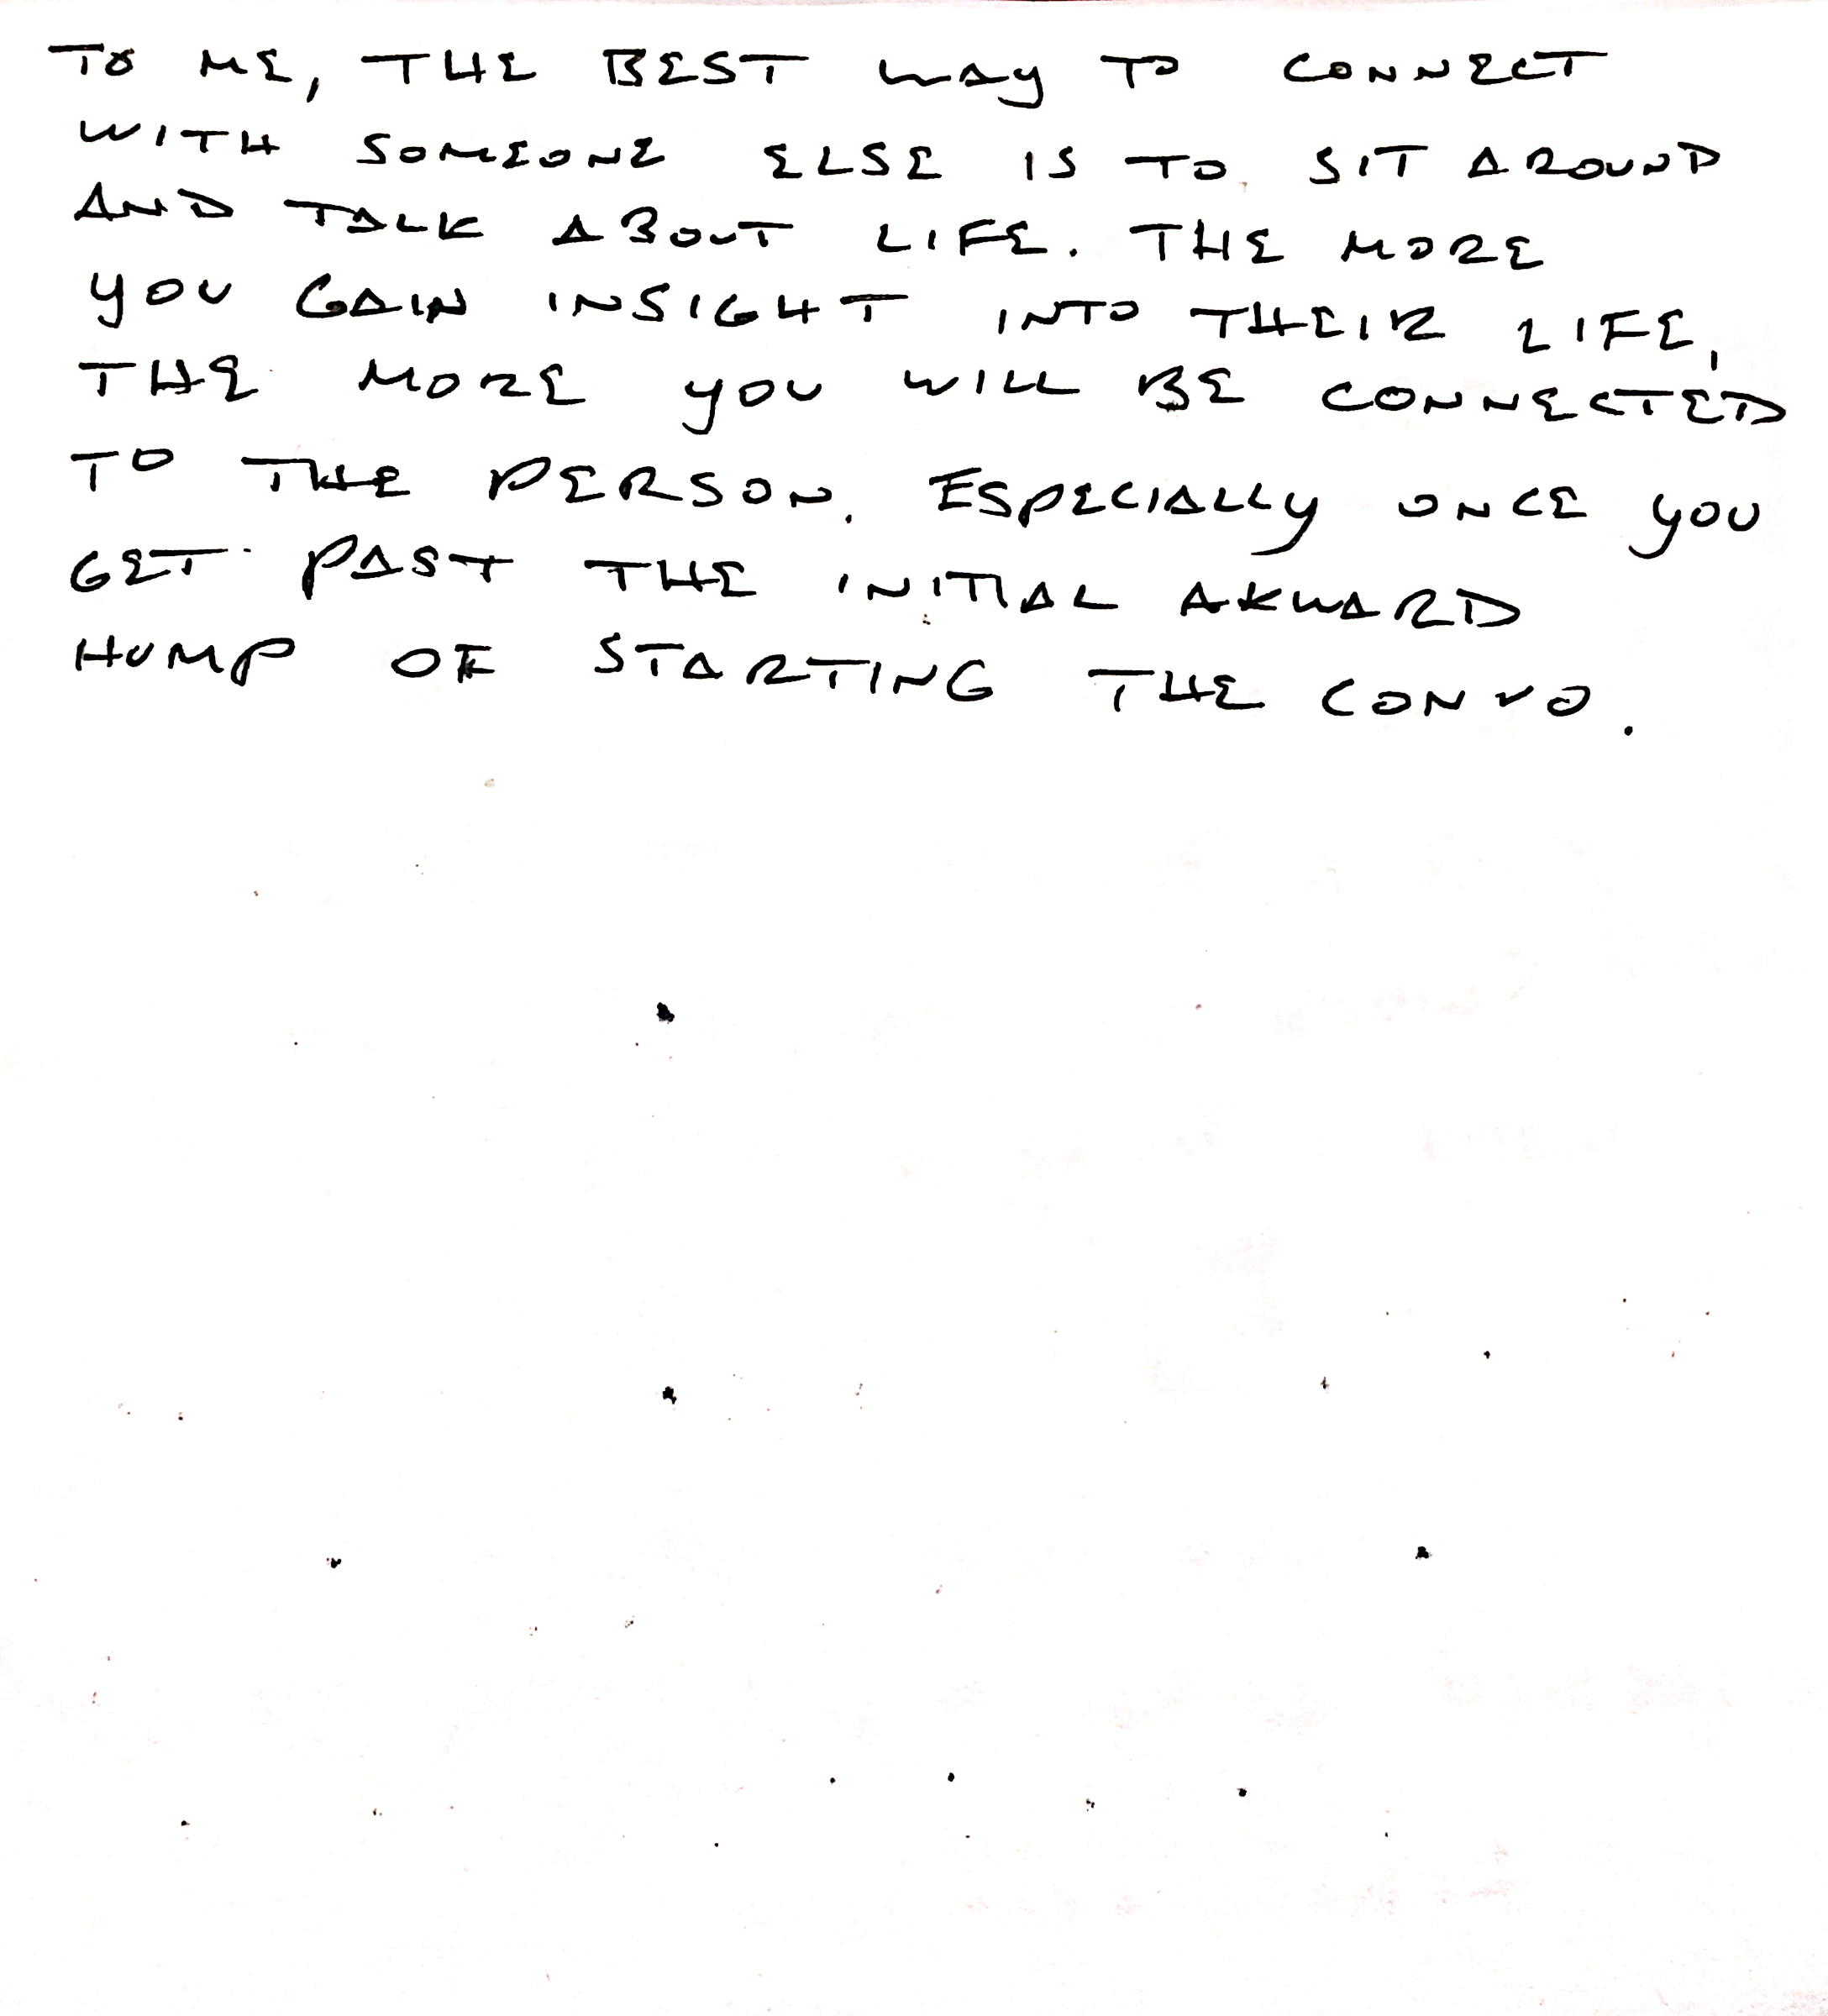 TO ME, THE BEST WAY TO CONNECT
WITH SOMEONE ELSE IS TO SIT AROUND
AND TALK ABOUT LIFE. THE MORE
YOU GAIN INSIGHT INTO THEIR LIFE,
THE MORE YOU WILL BE CONNECTED
TO THE PERSON. ESPECIALLY ONCE YOU
GET PAST THE INITIAL AKWARD
HUMP OF STARTING THE CONVO.